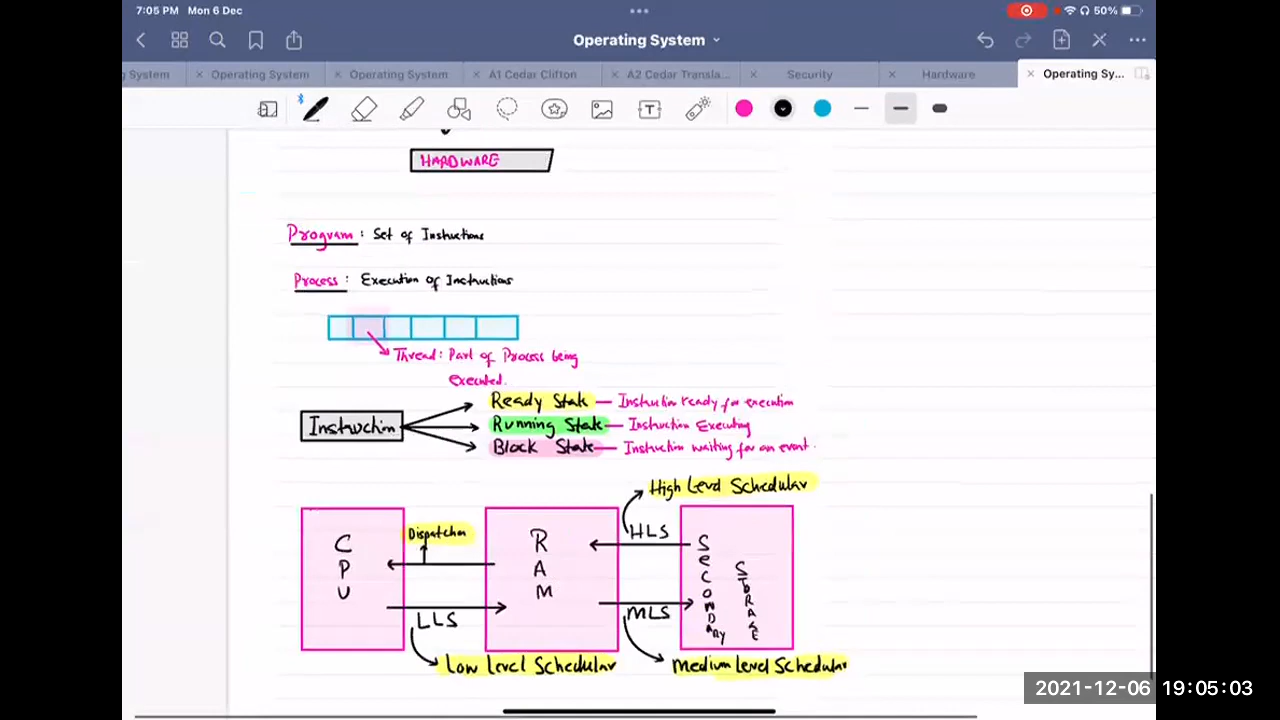 7:05 PM Mon 6 Dec
50%
Operating System
g System
Operating System
Operating System
A1 Cedar Clifton
A2 Cedar Transla...
Security
Hardware
Operating Sy...
HARDWARE
Program : Set of Instructions
Process : Execution of Instructions
Thread : Part of Process being
executed.
Instruction
Ready State — Instruction ready for execution
Running State — Instruction Executing
Block State — Instruction waiting for an event.
High Level Schedular
CPU
Dispatcher
LLS
RAM
HLS
MLS
SECONDARY
STORAGE
Low Level Schedular
Medium Level Schedular
2021-12-06 19:05:03